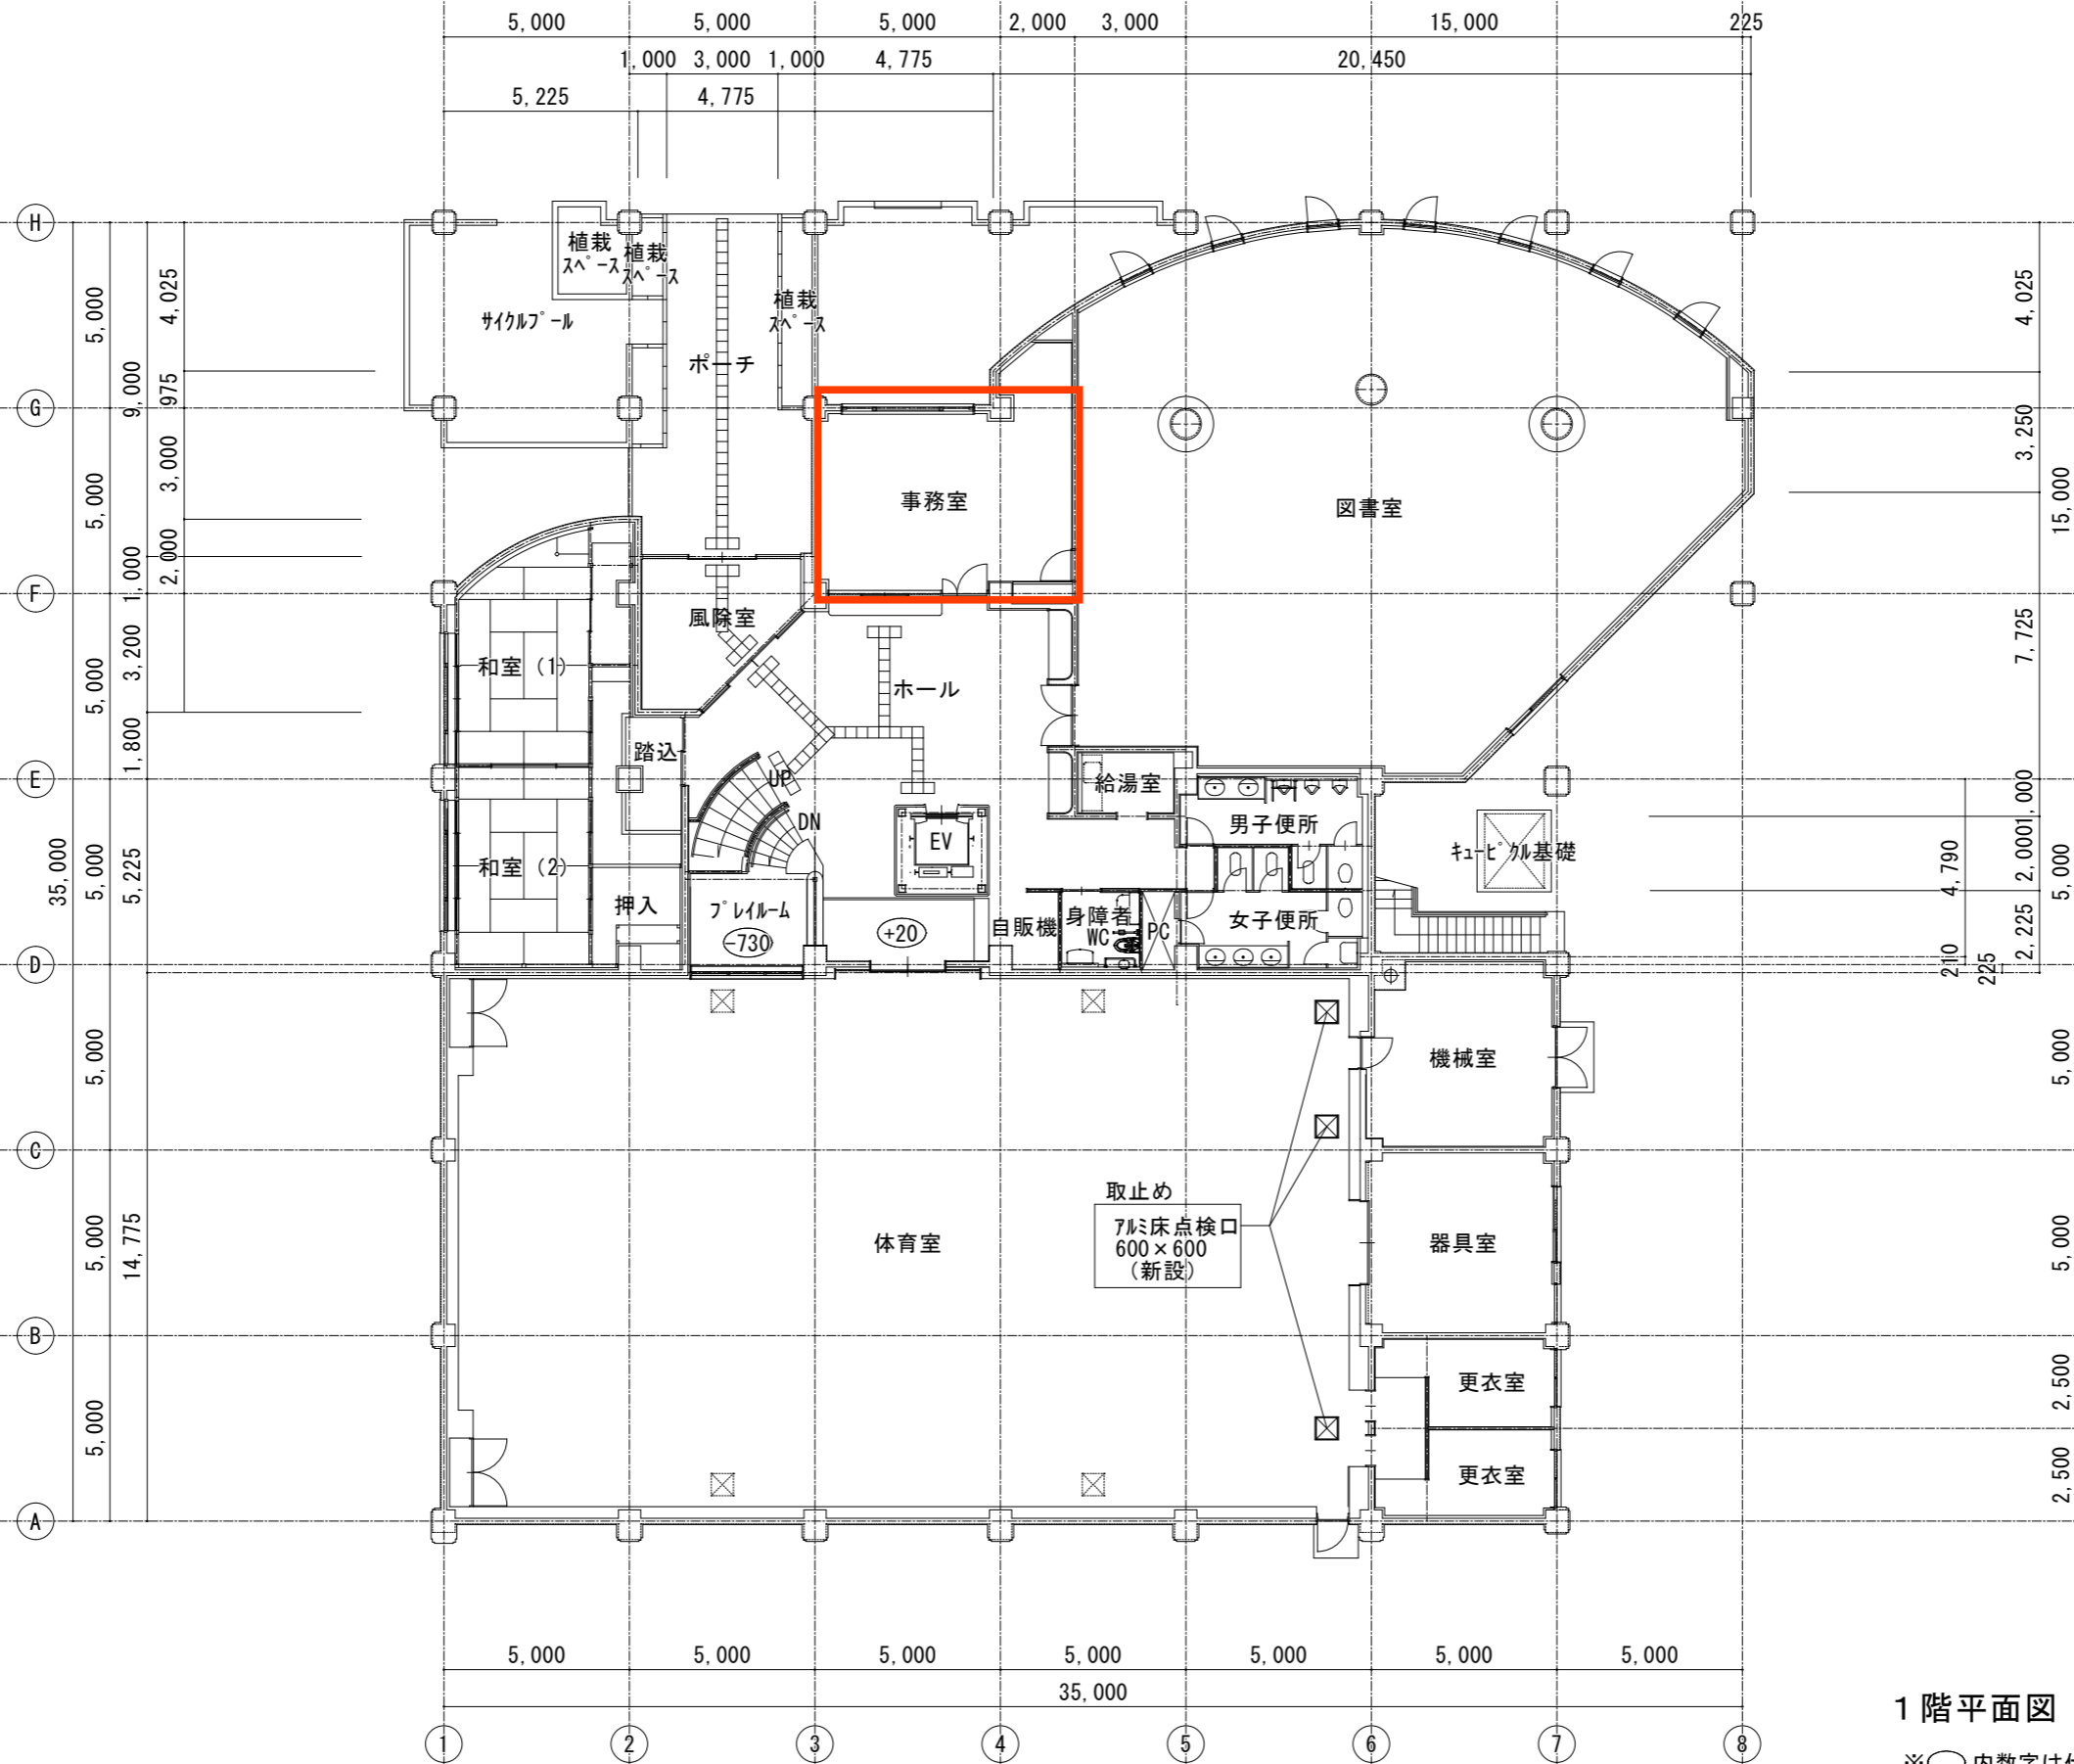 5,000 5,000 5,000 2,000 3,000 15,000 225
1,000 3,000 1,000 4,775 20,450
5,225 4,775
H
植栽
スペース
植栽
スペース
植栽
スペース
サイクルプール
ポーチ
G
事務室
図書室
F
風除室
和室(1)
ホール
踏込
E
UP
DN
EV
給湯室
男子便所
キュービクル基礎
和室(2)
押入
プレイルーム
-730
+20
自販機
身障者
WC
PC
女子便所
D
機械室
C
取止め
アルミ床点検口
600×600
(新設)
体育室
器具室
B
更衣室
更衣室
A
35,000
5,000
5,000
5,000
5,000
5,000
5,000
5,000
9,000
1,000
3,200
1,800
5,225
14,775
4,025
975
3,000
2,000
4,025
3,250
7,725
1,000
2,001
2,225
4,790
210
225
15,000
5,000
5,000
5,000
2,500
2,500
5,000 5,000 5,000 5,000 5,000 5,000 5,000
35,000
1 2 3 4 5 6 7 8
1階平面図
※ 内数字は